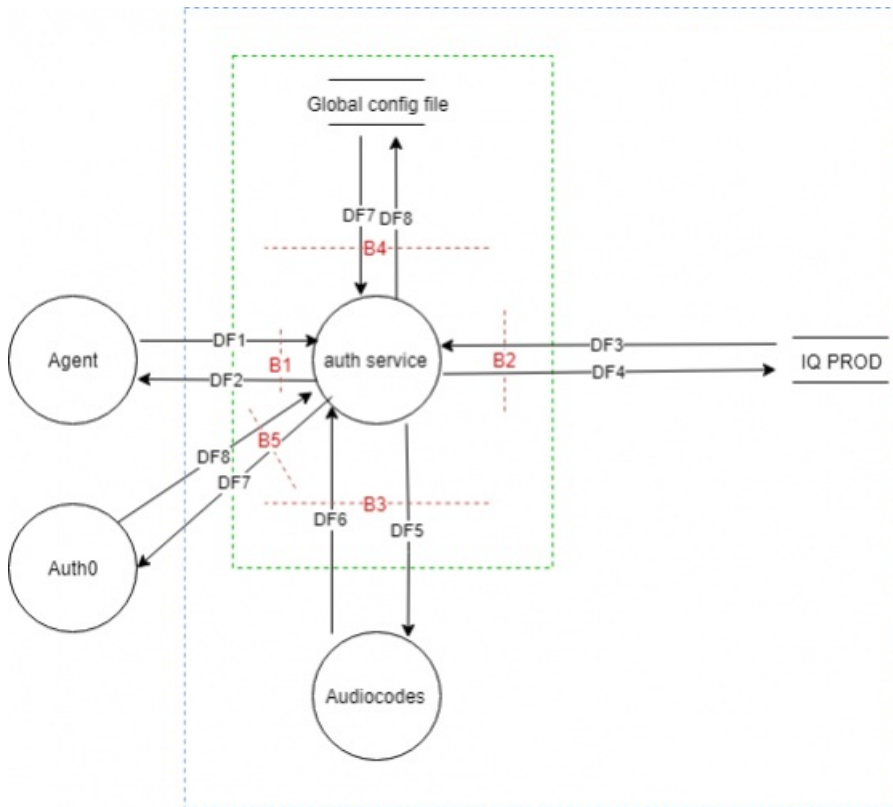 Global config file
DF7 DF8
B4
DF1
Agent
auth service
B1
B2
DF3
IQ PROD
DF2
DF4
B5
DF8
DF7
B3
DF6
DF5
Auth0
Audiocodes